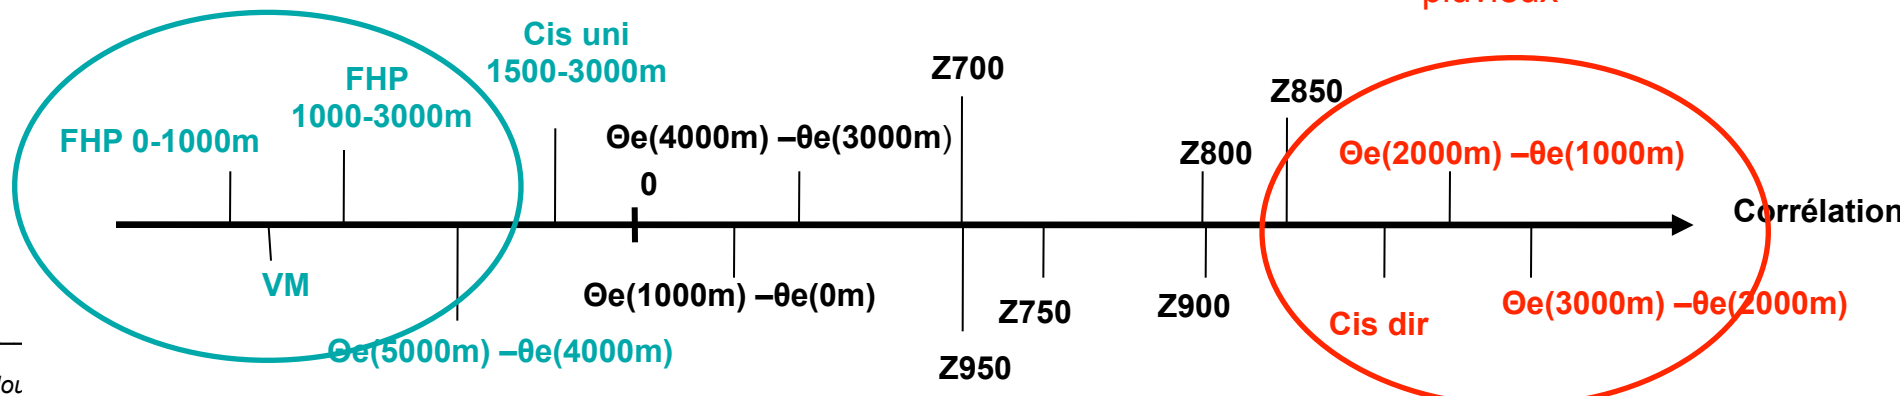 Cis uni
1500-3000m
FHP
1000-3000m
FHP 0-1000m
Z700
Z850
Θe(4000m) –θe(3000m)
Z800
Θe(2000m) –θe(1000m)
0
Corrélation
VM
Θe(1000m) –θe(0m)
Z750
Z900
Cis dir
Θe(3000m) –θe(2000m)
Θe(5000m) –θe(4000m)
Z950